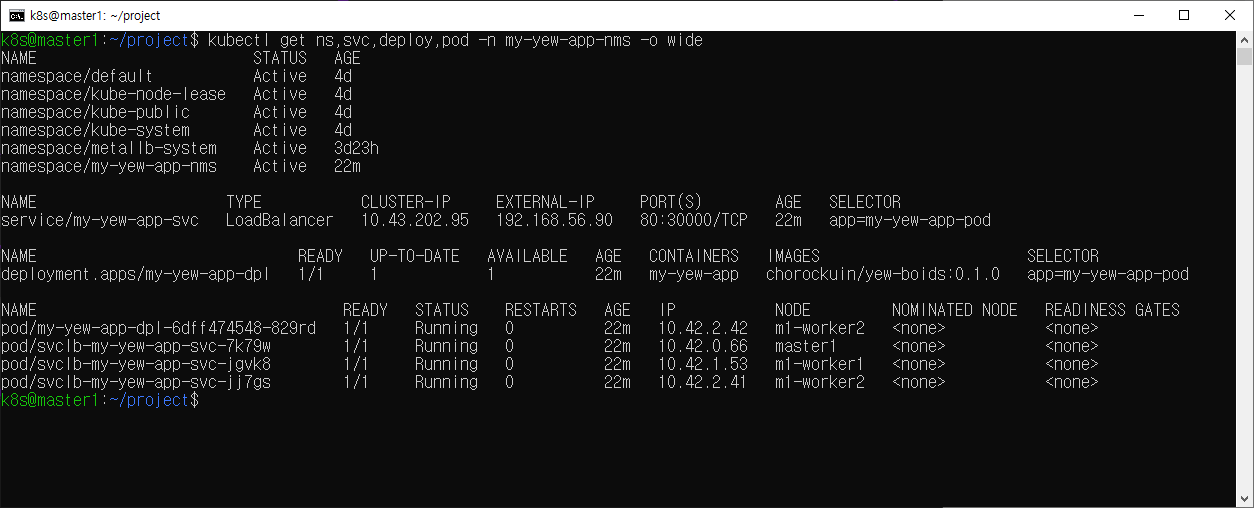 k8s@master1: ~/project
k8s@master1:~/project$ kubectl get ns,svc,deploy,pod -n my-yew-app-nms -o wide
NAME STATUS AGE
namespace/default Active 4d
namespace/kube-node-lease Active 4d
namespace/kube-public Active 4d
namespace/kube-system Active 4d
namespace/metallb-system Active 3d23h
namespace/my-yew-app-nms Active 22m
NAME TYPE CLUSTER-IP EXTERNAL-IP PORT(S) AGE SELECTOR
service/my-yew-app-svc LoadBalancer 10.43.202.95 192.168.56.90 80:30000/TCP 22m app=my-yew-app-pod
NAME READY UP-TO-DATE AVAILABLE AGE CONTAINERS IMAGES SELECTOR
deployment.apps/my-yew-app-dpl 1/1 1 1 22m my-yew-app chorockuin/yew-boids:0.1.0 app=my-yew-app-pod
NAME READY STATUS RESTARTS AGE IP NODE NOMINATED NODE READINESS GATES
pod/my-yew-app-dpl-6dff474548-829rd 1/1 Running 0 22m 10.42.2.42 m1-worker2 <none> <none>
pod/svclb-my-yew-app-svc-7k79w 1/1 Running 0 22m 10.42.0.66 master1 <none> <none>
pod/svclb-my-yew-app-svc-jgvk8 1/1 Running 0 22m 10.42.1.53 m1-worker1 <none> <none>
pod/svclb-my-yew-app-svc-jj7gs 1/1 Running 0 22m 10.42.2.41 m1-worker2 <none> <none>
k8s@master1:~/project$